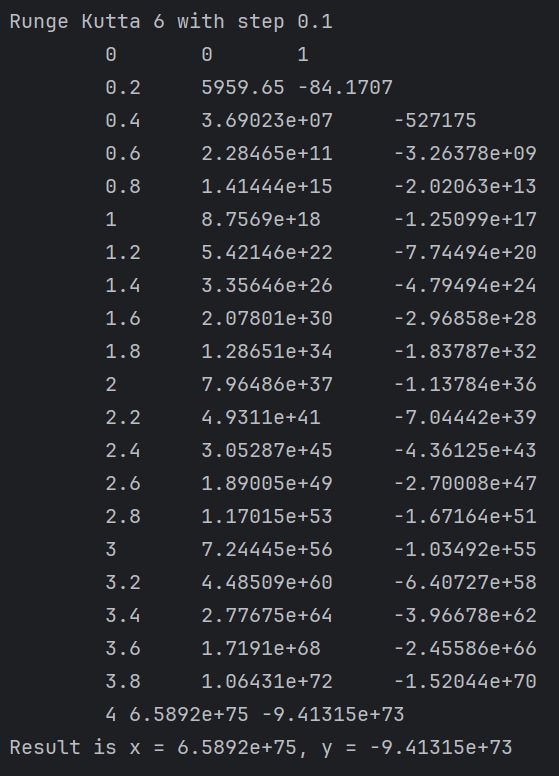 Runge Kutta 6 with step 0.1
0 0 1
0.2 5959.65 -84.1707
0.4 3.69023e+07 -527175
0.6 2.28465e+11 -3.26378e+09
0.8 1.41444e+15 -2.02063e+13
1 8.7569e+18 -1.25099e+17
1.2 5.42146e+22 -7.74494e+20
1.4 3.35646e+26 -4.79494e+24
1.6 2.07801e+30 -2.96858e+28
1.8 1.28651e+34 -1.83787e+32
2 7.96486e+37 -1.13784e+36
2.2 4.9311e+41 -7.04442e+39
2.4 3.05287e+45 -4.36125e+43
2.6 1.89005e+49 -2.70008e+47
2.8 1.17015e+53 -1.67164e+51
3 7.24445e+56 -1.03492e+55
3.2 4.48509e+60 -6.40727e+58
3.4 2.77675e+64 -3.96678e+62
3.6 1.7191e+68 -2.45586e+66
3.8 1.06431e+72 -1.52044e+70
4 6.5892e+75 -9.41315e+73
Result is x = 6.5892e+75, y = -9.41315e+73